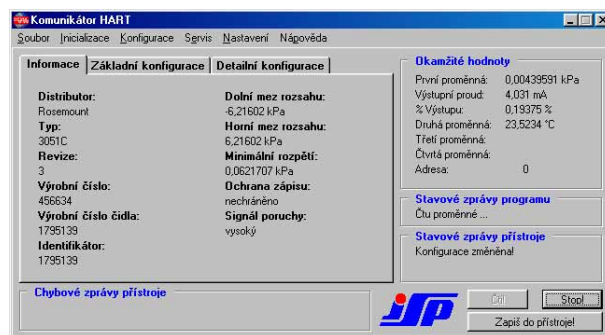 Komunikátor HART
Soubor Inicializace Konfigurace Servis Nastavení Nápověda
Informace Základní konfigurace Detailní konfigurace
Distributor:
Rosemount
Typ:
3051C
Revize:
3
Výrobní číslo:
456634
Výrobní číslo čidla:
1795139
Identifikátor:
1795139
Dolní mez rozsahu:
-6,21602 kPa
Horní mez rozsahu:
6,21602 kPa
Minimální rozpětí:
0,0621707 kPa
Ochrana zápisu:
nechráněno
Signál poruchy:
vysoký
Okamžité hodnoty
První proměnná: 0,00439591 kPa
Výstupní proud: 4,031 mA
% Výstupu: 0,19375 %
Druhá proměnná: 23,5234 °C
Třetí proměnná:
Čtvrtá proměnná:
Adresa: 0
Stavové zprávy programu
Čtu proměnné ...
Stavové zprávy přístroje
Konfigurace změněna!
Chybové zprávy přístroje
JSP
Čti! Stop!
Zapiš do přístroje!